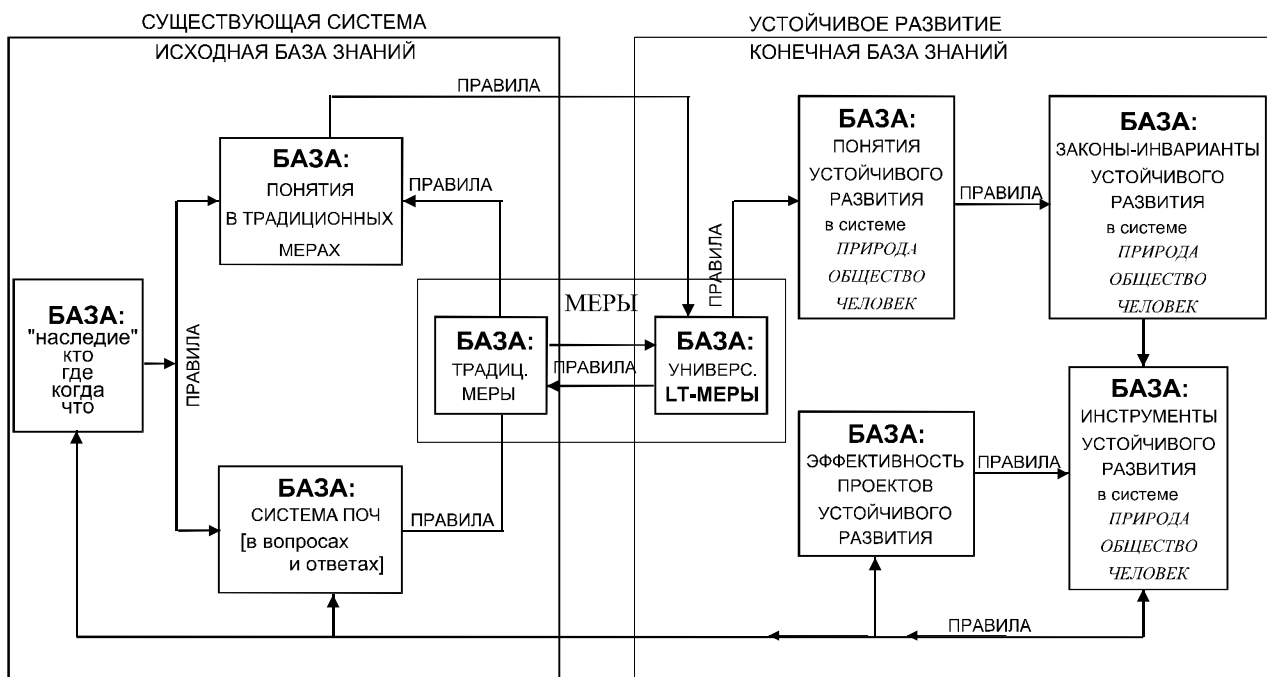 СУЩЕСТВУЮЩАЯ СИСТЕМА
ИСХОДНАЯ БАЗА ЗНАНИЙ
УСТОЙЧИВОЕ РАЗВИТИЕ
КОНЕЧНАЯ БАЗА ЗНАНИЙ
ПРАВИЛА
БАЗА:
ПОНЯТИЯ
В ТРАДИЦИОННЫХ
МЕРАХ
ПРАВИЛА
БАЗА:
"наследие"
кто
где
когда
что
ПРАВИЛА
БАЗА:
СИСТЕМА ПОЧ
[в вопросах
и ответах]
ПРАВИЛА
МЕРЫ
БАЗА:
ТРАДИЦ.
МЕРЫ
ПРАВИЛА
БАЗА:
УНИВЕРС.
LT-МЕРЫ
ПРАВИЛА
БАЗА:
ПОНЯТИЯ
УСТОЙЧИВОГО
РАЗВИТИЯ
в системе
ПРИРОДА
ОБЩЕСТВО
ЧЕЛОВЕК
ПРАВИЛА
БАЗА:
ЗАКОНЫ-ИНВАРИАНТЫ
УСТОЙЧИВОГО
РАЗВИТИЯ
в системе
ПРИРОДА
ОБЩЕСТВО
ЧЕЛОВЕК
БАЗА:
ЭФФЕКТИВНОСТЬ
ПРОЕКТОВ
УСТОЙЧИВОГО
РАЗВИТИЯ
ПРАВИЛА
БАЗА:
ИНСТРУМЕНТЫ
УСТОЙЧИВОГО
РАЗВИТИЯ
в системе
ПРИРОДА
ОБЩЕСТВО
ЧЕЛОВЕК
ПРАВИЛА